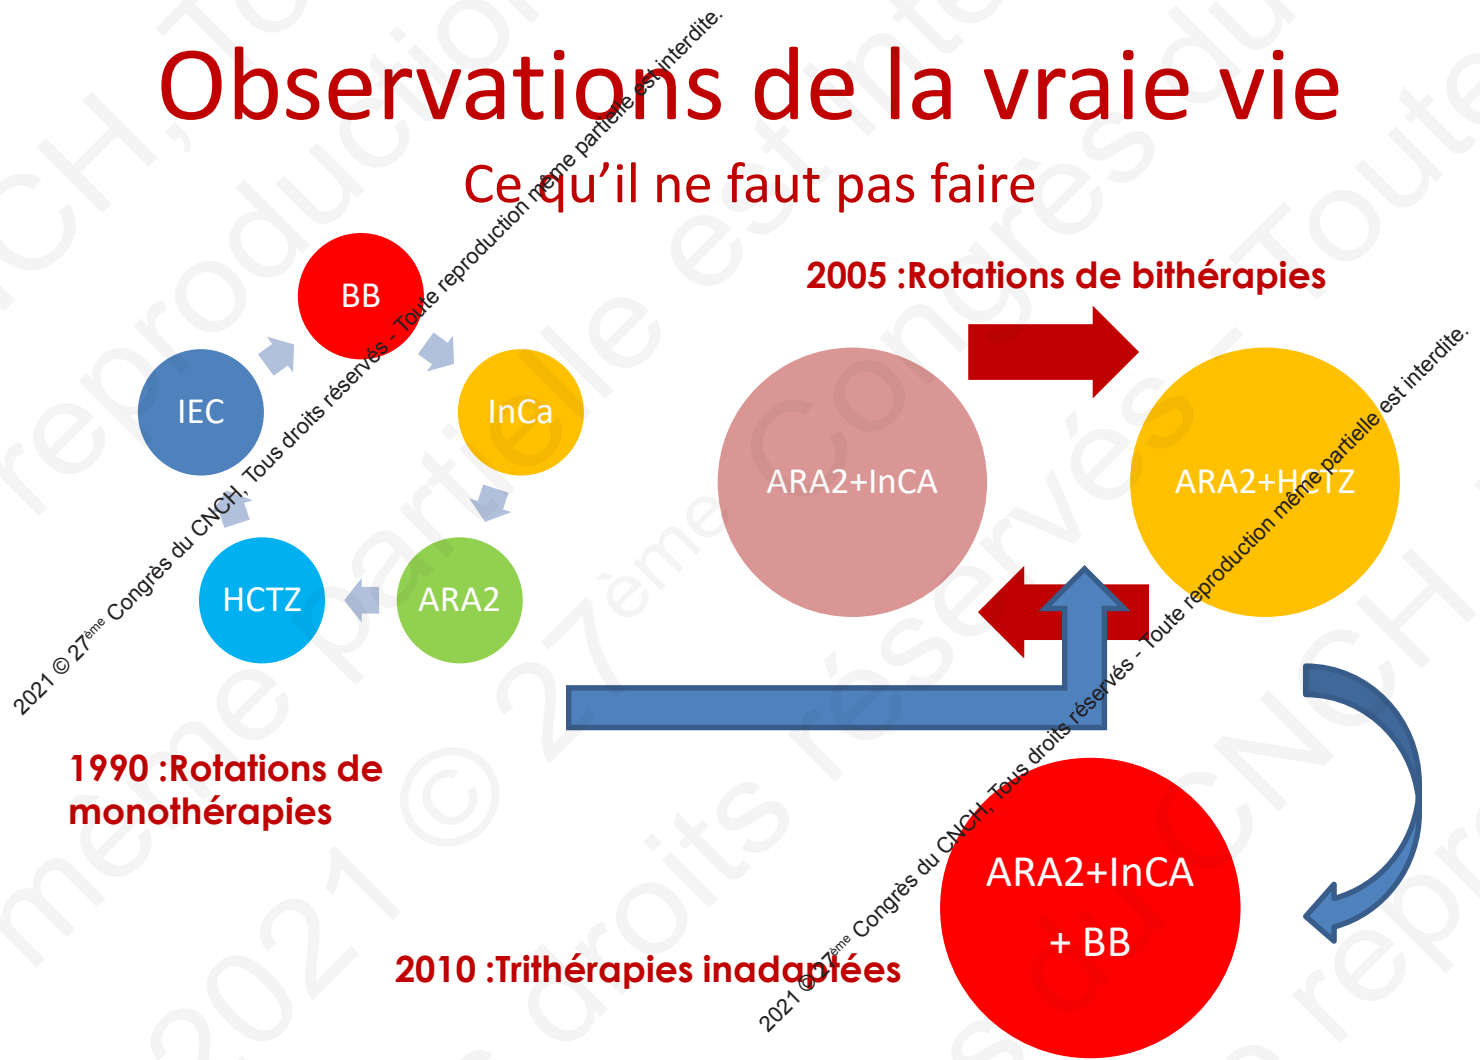 Observations de la vraie vie
Ce qu'il ne faut pas faire
BB
InCa
ARA2
HCTZ
IEC
1990 :Rotations de
monothérapies
2005 :Rotations de bithérapies
ARA2+InCA
ARA2+HCTZ
2010 :Trithérapies inadaptées
ARA2+InCA
+ BB
2021 © 27ème Congrès du CNCH, Tous droits réservés - Toute reproduction même partielle est interdite.
2021 © 27ème Congrès du CNCH, Tous droits réservés - Toute reproduction même partielle est interdite.